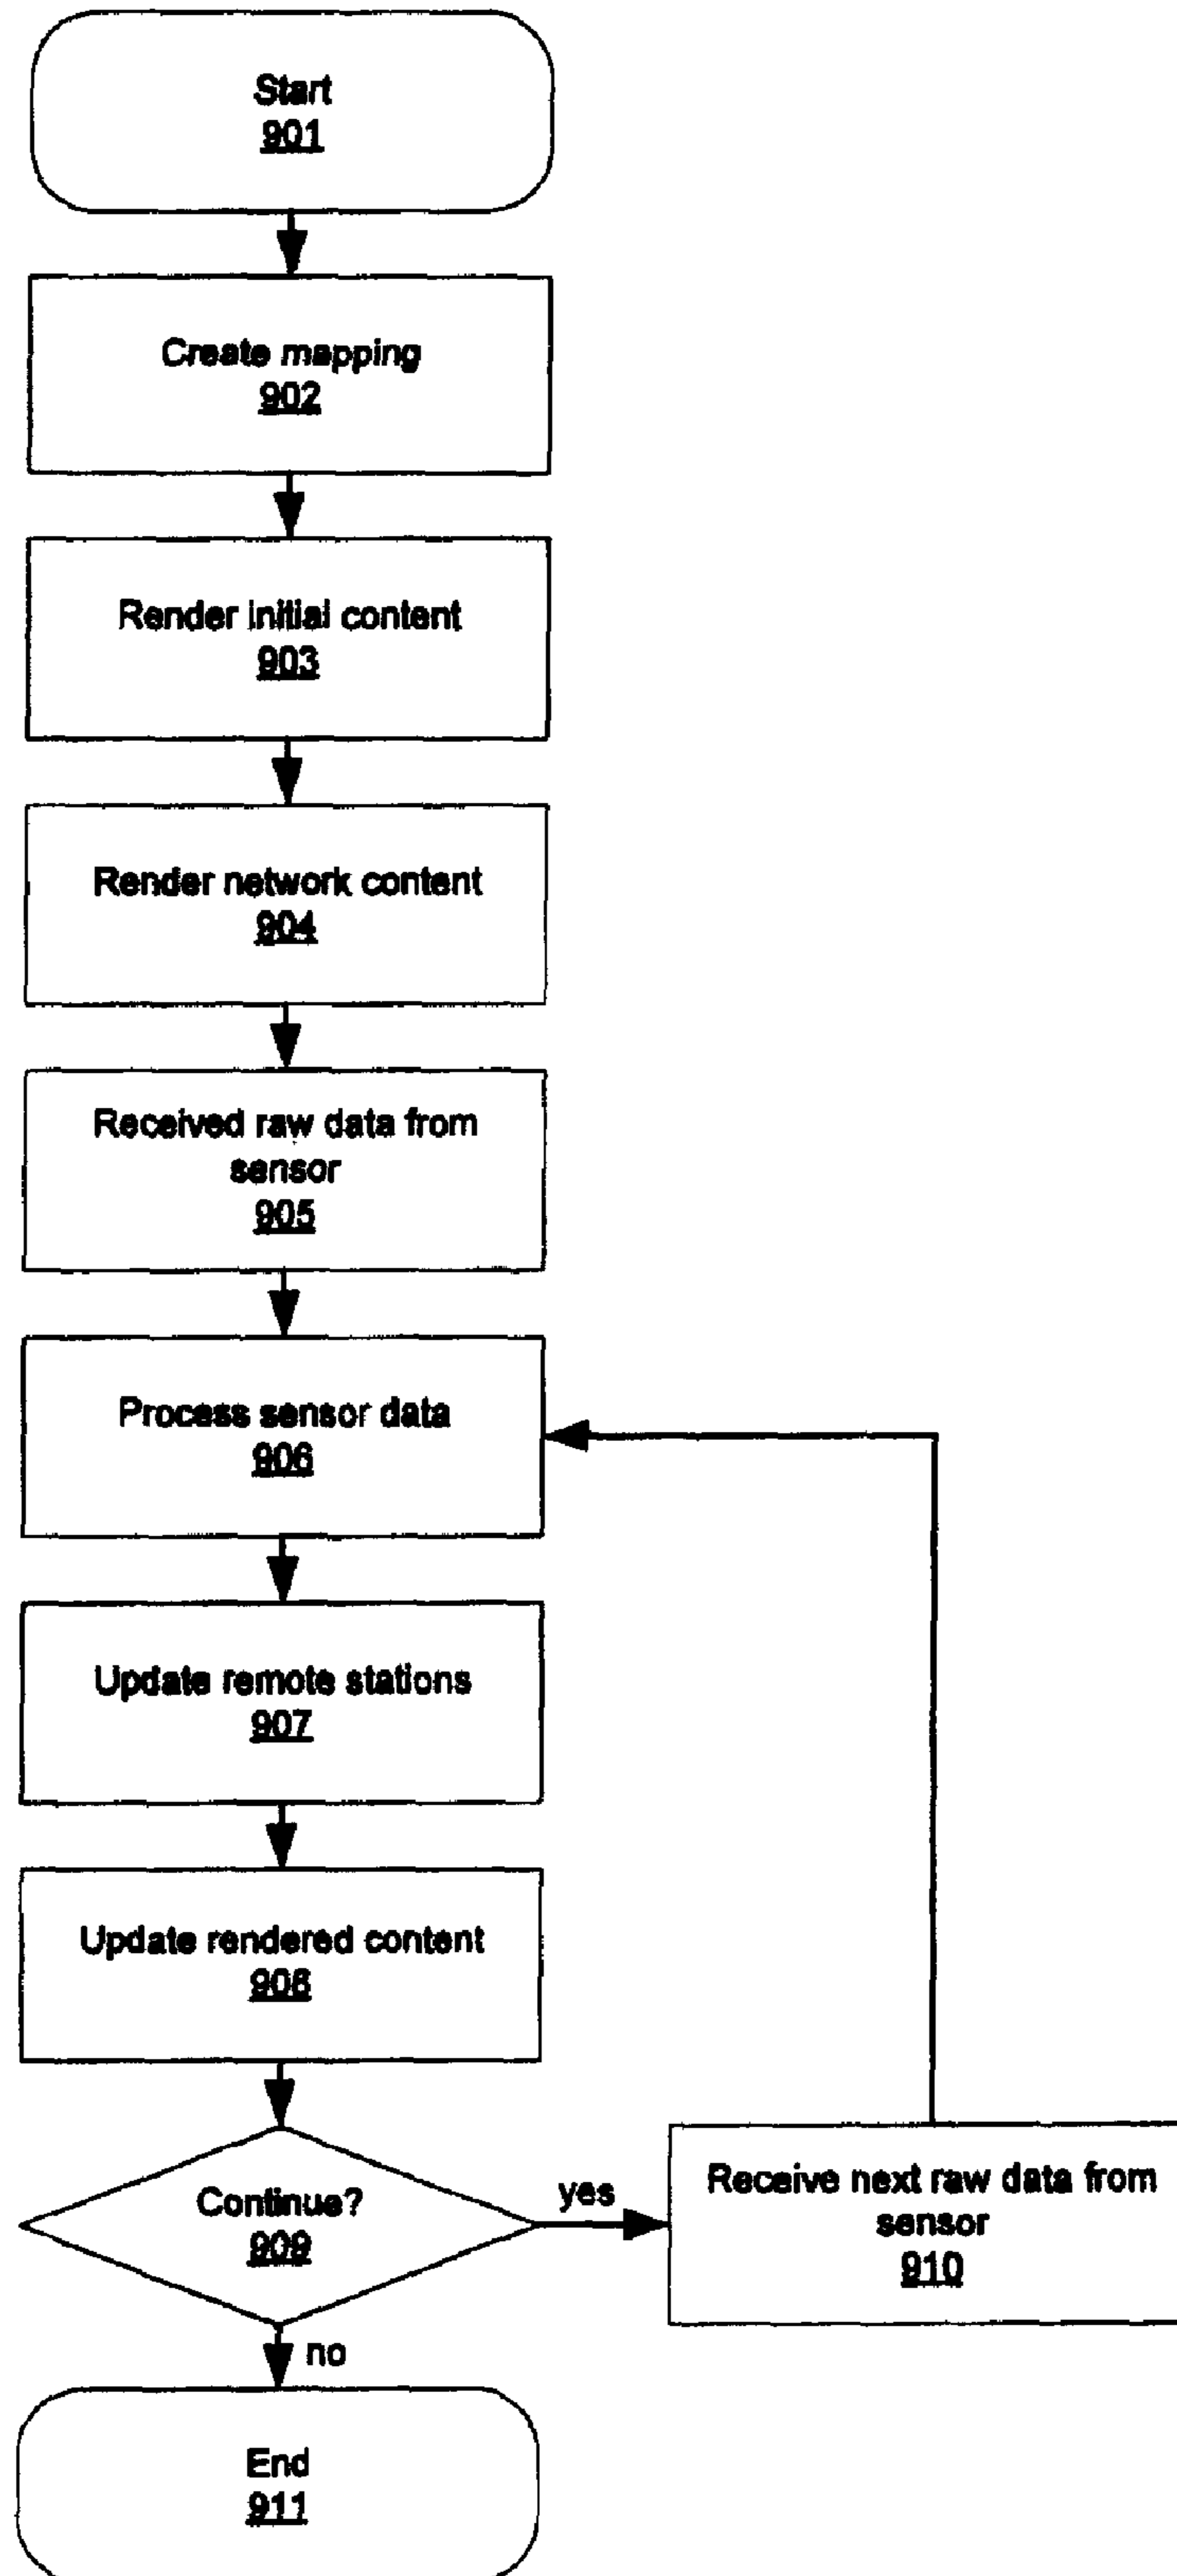 Start
901
Create mapping
902
Render initial content
903
Render network content
904
Received raw data from
sensor
905
Process sensor data
906
Update remote stations
907
Update rendered content
908
Continue?
909
yes
Receive next raw data from
sensor
910
no
End
911